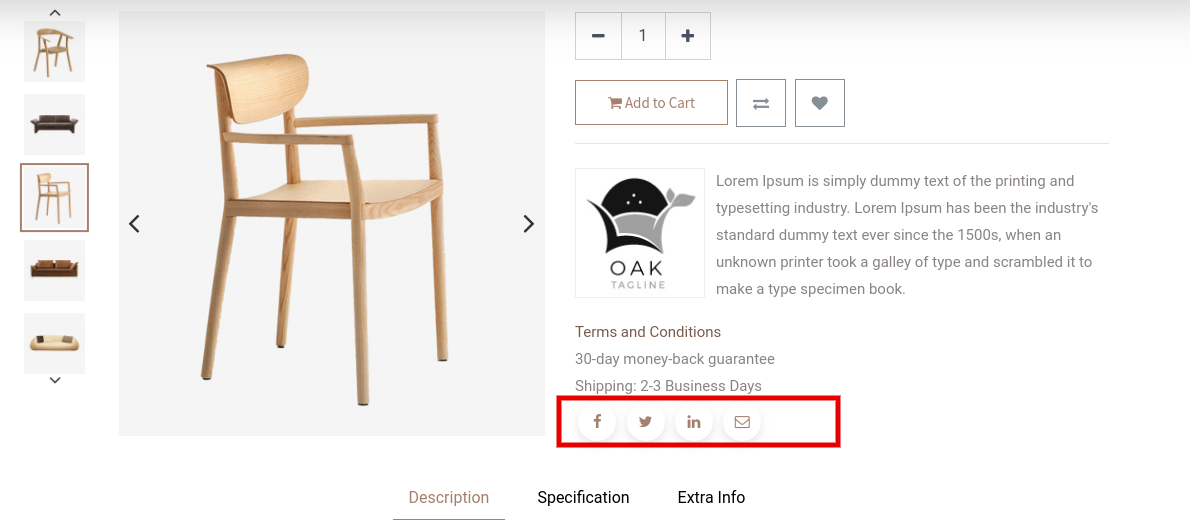 1
Add to Cart
Lorem Ipsum is simply dummy text of the printing and
typesetting industry. Lorem Ipsum has been the industry's
standard dummy text ever since the 1500s, when an
unknown printer took a galley of type and scrambled it to
make a type specimen book.
OAK
TAGLINE
Terms and Conditions
30-day money-back guarantee
Shipping: 2-3 Business Days
Description Specification Extra Info